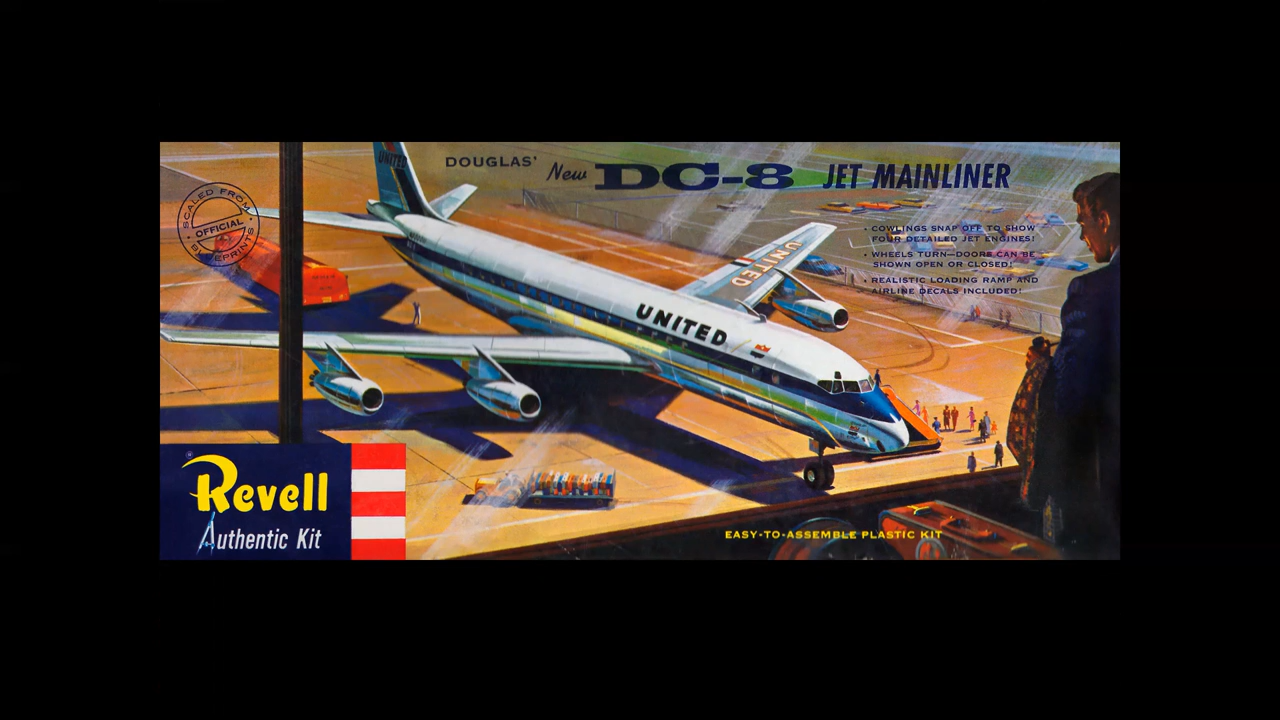 UNITED
DOUGLAS' New DC-8 JET MAINLINER
SCALED FROM
OFFICIAL
BLUEPRINTS
• COWLINGS SNAP OFF TO SHOW
FOUR DETAILED JET ENGINES!
• WHEELS TURN—DOORS CAN BE
SHOWN OPEN OR CLOSED!
• REALISTIC LOADING RAMP AND
AIRLINE DECALS INCLUDED!
UNITED
UNITED
®
Revell
Authentic Kit
EASY-TO-ASSEMBLE PLASTIC KIT